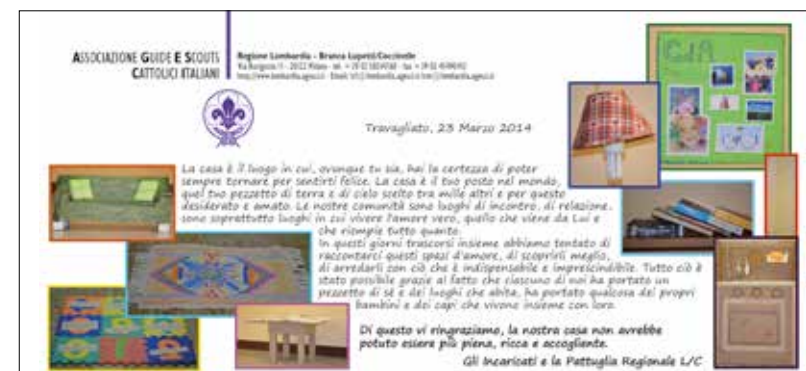 ASSOCIAZIONE GUIDE E SCOUTS
CATTOLICI ITALIANI
Regione Lombardia - Branca Lupetti/Coccinelle
Travagliato, 23 Marzo 2014
CdA
La casa è il luogo in cui, ovunque tu sia, hai la certezza di poter
sempre tornare per sentirti felice. La casa è il tuo posto nel mondo,
quel tuo pezzetto di terra e di cielo scelto tra mille altri e per questo
desiderato e amato. Le nostre comunità sono luoghi di incontro, di relazione,
sono soprattutto luoghi in cui vivere l'amore vero, quello che viene da Lui e
che riempie tutto quanto.
In questi giorni trascorsi insieme abbiamo tentato di
raccontarci questi spazi d'amore, di scoprirli meglio,
di arredarli con ciò che è indispensabile e imprescindibile. Tutto ciò è
stato possibile grazie al fatto che ciascuno di noi ha portato un
pezzetto di sé e dei luoghi che abita, ha portato qualcosa dei propri
bambini e dei capi che vivono insieme con loro.
Di questo vi ringraziamo, la nostra casa non avrebbe
potuto essere più piena, ricca e accogliente.
Gli Incaricati e la Pattuglia Regionale L/C